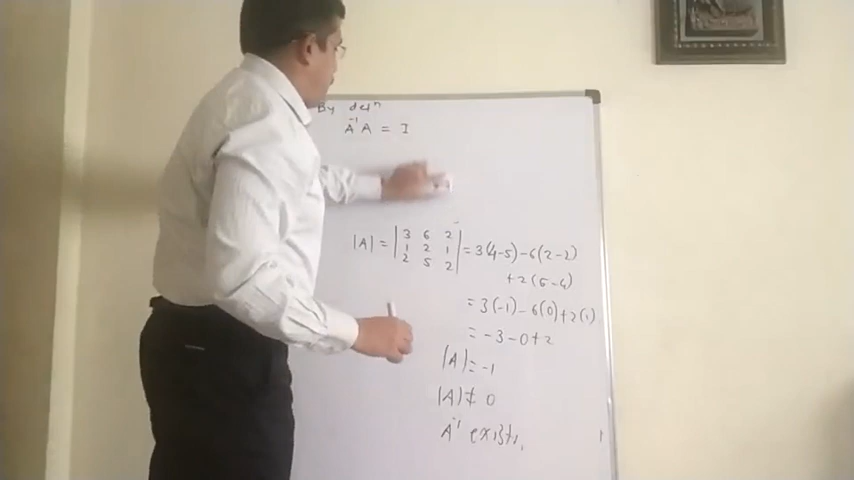 By defⁿ
A⁻¹A = I
|A| = |3 6 2| = 3(4-5)-6(2-2)
|1 2 1|
|2 5 2|
+2(5-4)
= 3(-1)-6(0)+2(1)
= -3-0+2
|A| = -1
|A| ≠ 0
A⁻¹ exists,